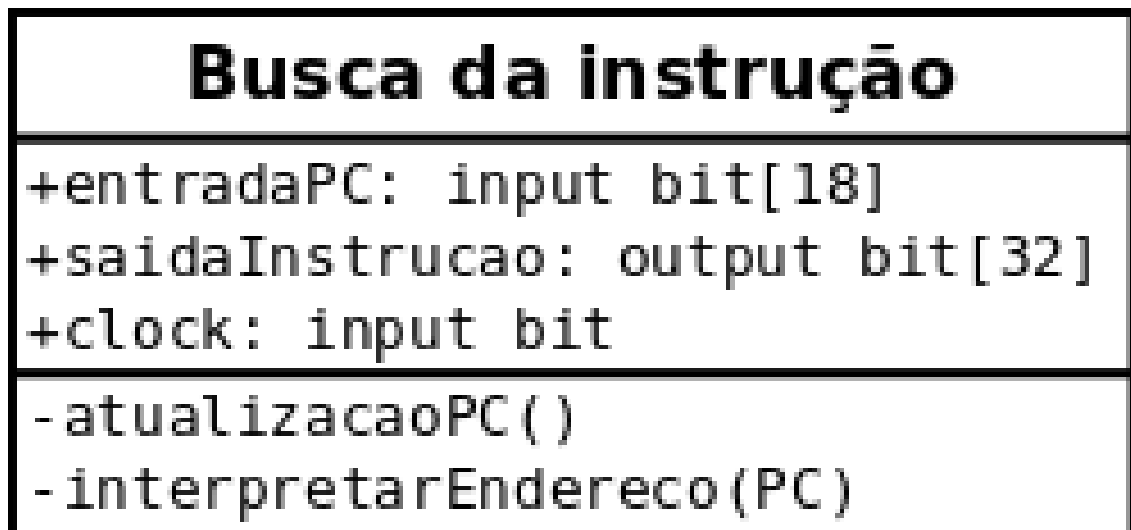 Busca da instrução
+entradaPC: input bit[18]
+saidaInstrucao: output bit[32]
+clock: input bit
-atualizacaoPC()
-interpretarEndereco(PC)